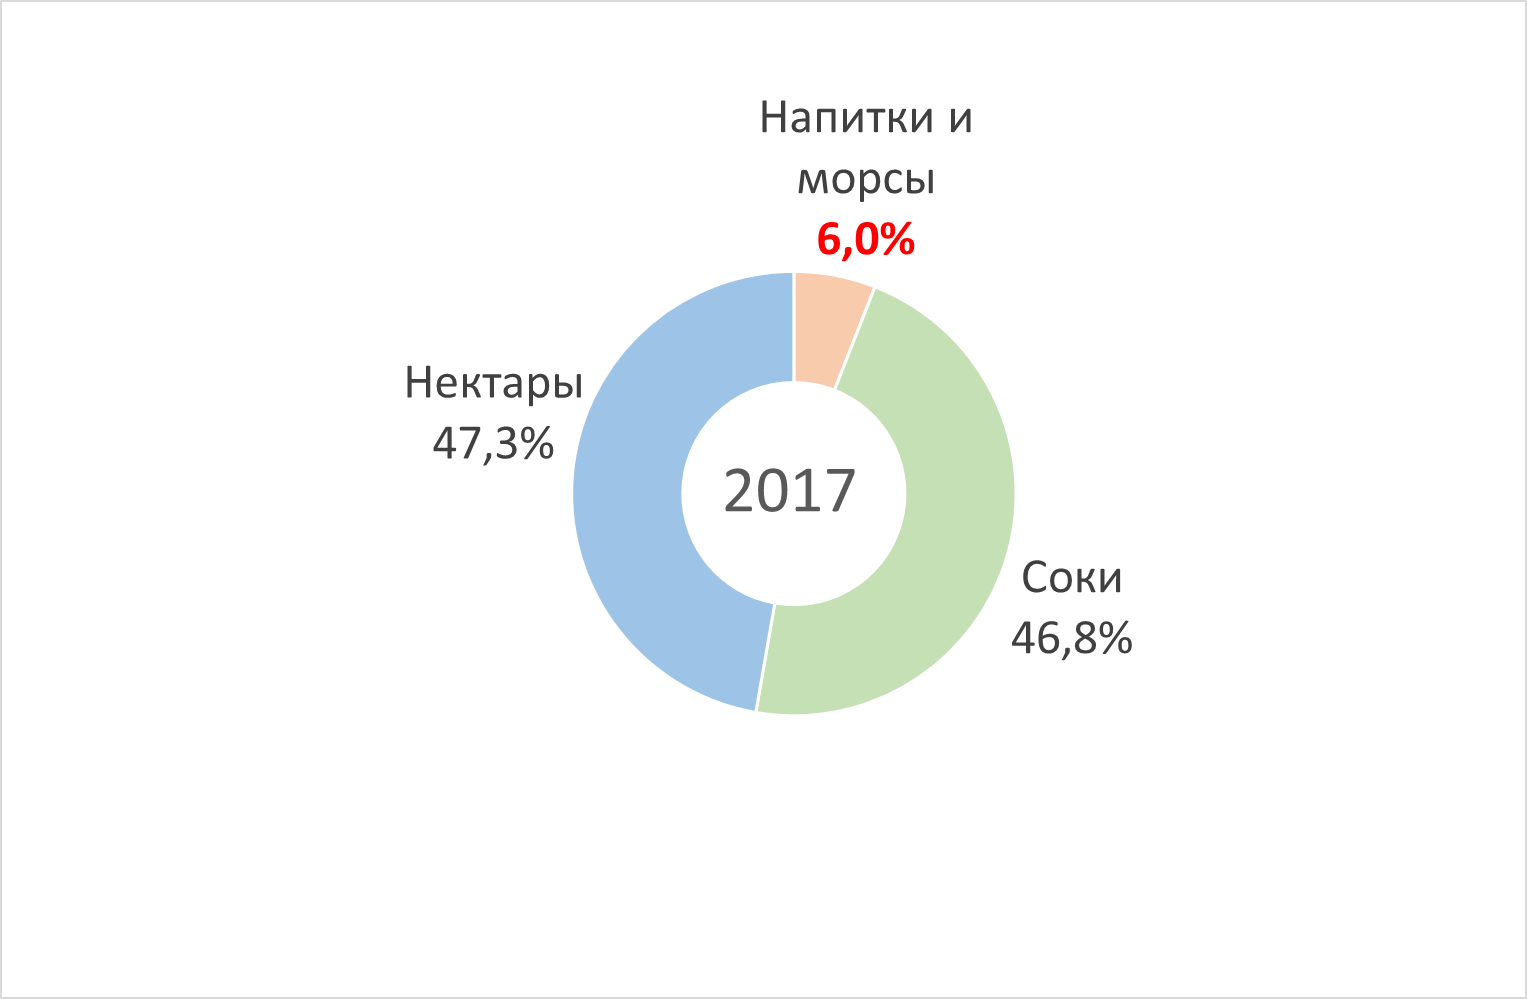 Напитки и
морсы
6,0%
Нектары
47,3%
2017
Соки
46,8%